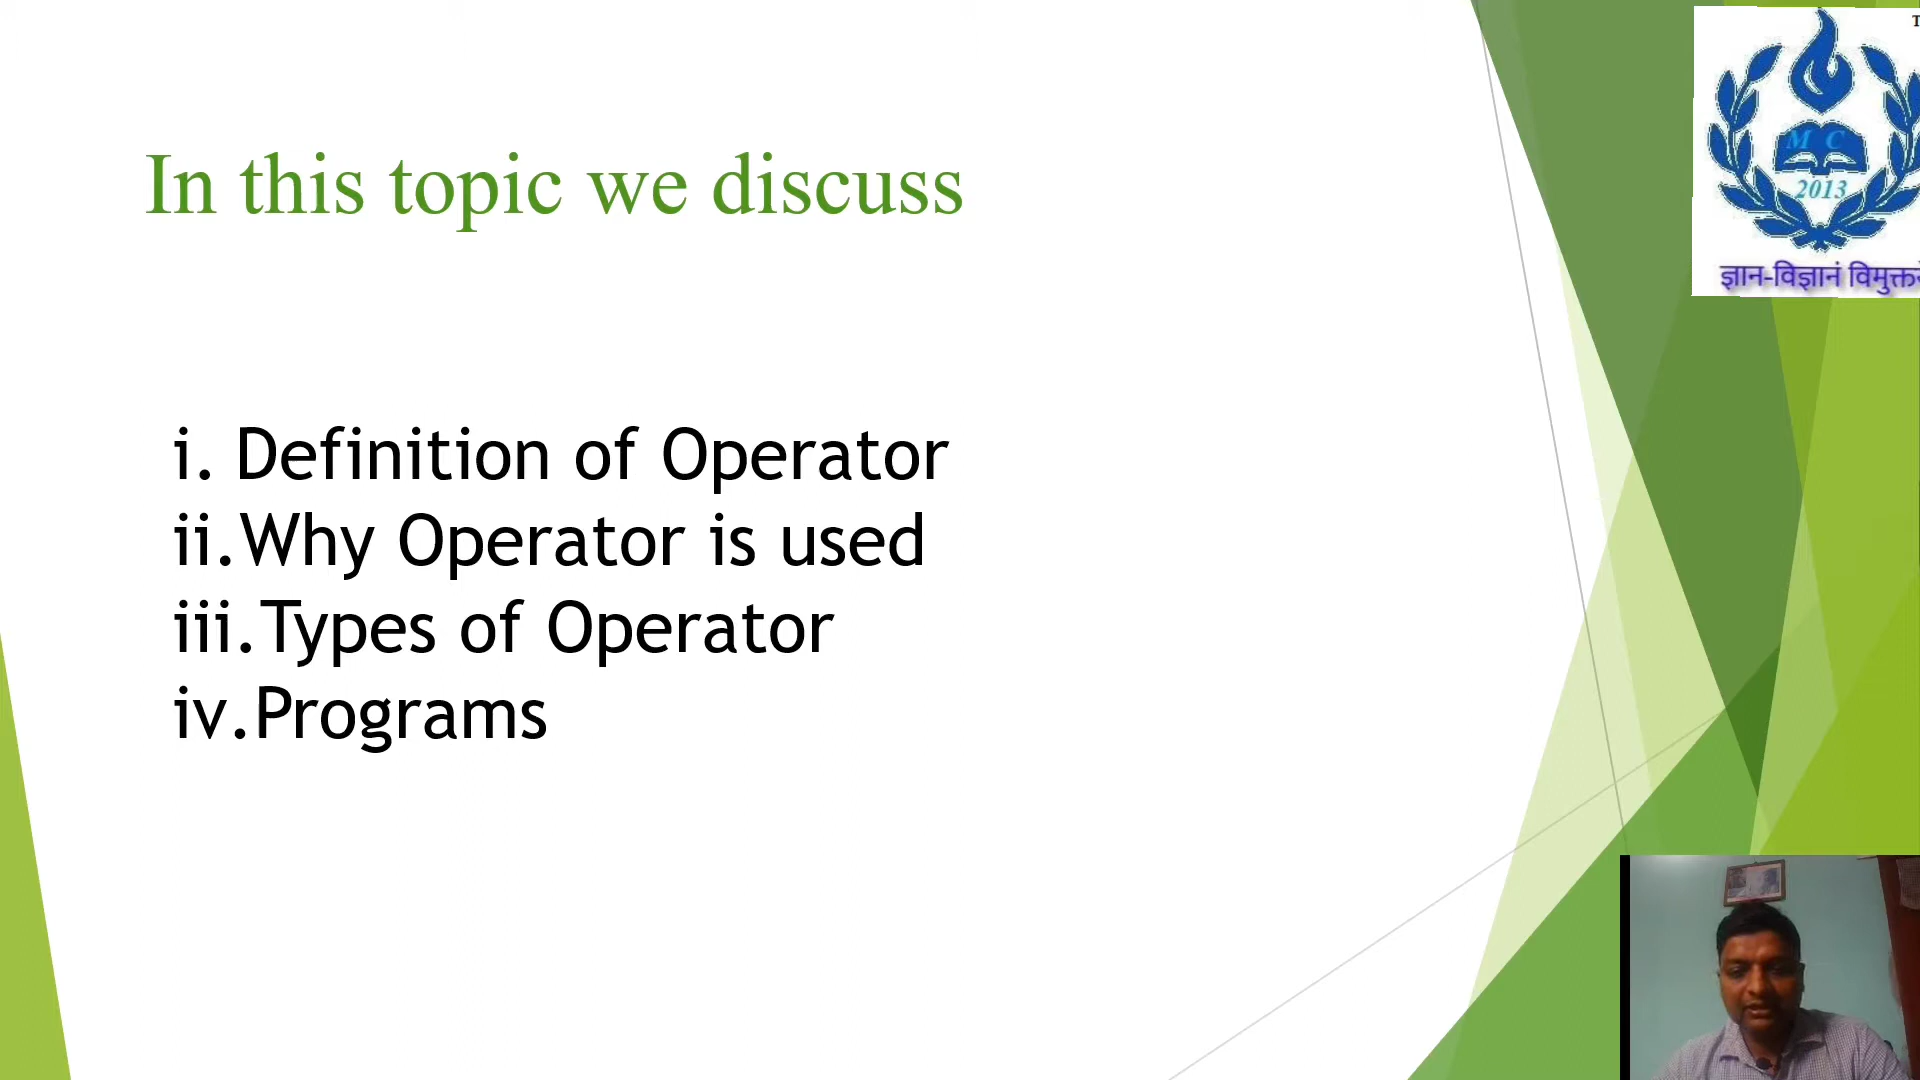 In this topic we discuss
M C
2013
ज्ञान-विज्ञानं
i. Definition of Operator
ii.Why Operator is used
iii.Types of Operator
iv.Programs